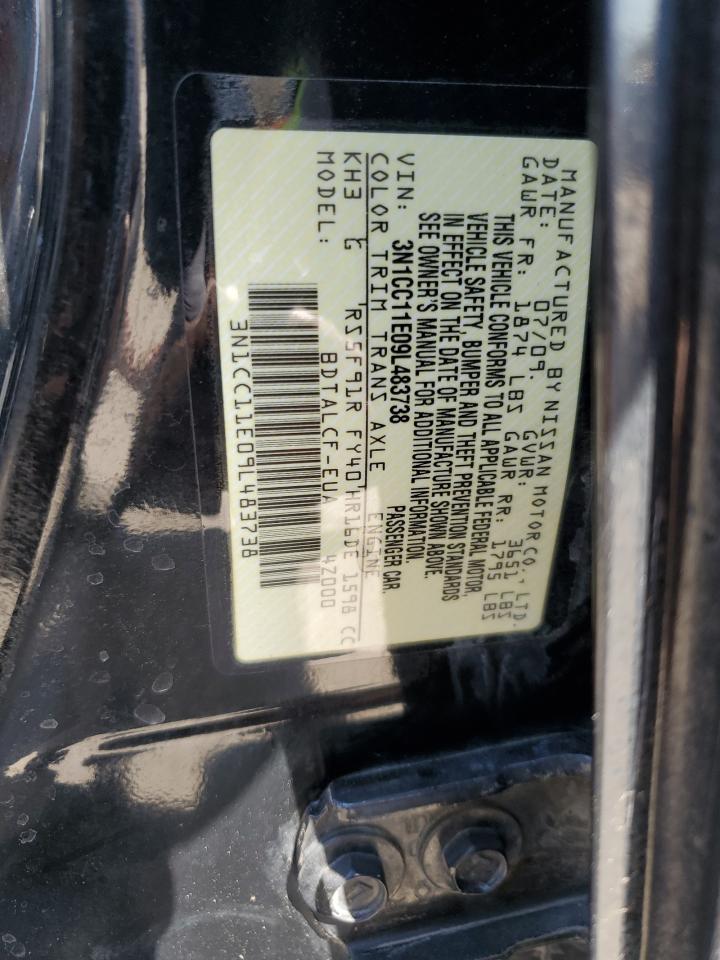 MANUFACTURED BY NISSAN MOTOR CO., LTD.
DATE: 07/09. GVWR: 3651 LBS
GAWR FR: 1874 LBS GAWR RR: 1795 LBS
THIS VEHICLE CONFORMS TO ALL APPLICABLE FEDERAL MOTOR
VEHICLE SAFETY, BUMPER AND THEFT PREVENTION STANDARDS
IN EFFECT ON THE DATE OF MANUFACTURE SHOWN ABOVE.
SEE OWNER'S MANUAL FOR ADDITIONAL INFORMATION.
VIN: 3N1CC11E09L483738 PASSENGER CAR.
COLOR TRIM TRANS AXLE ENGINE
KH3 G RS5F91R FY40 HR16DE 1598 CC
MODEL: BDTALCF-EUA 4Z000
3N1CC11E09L483738